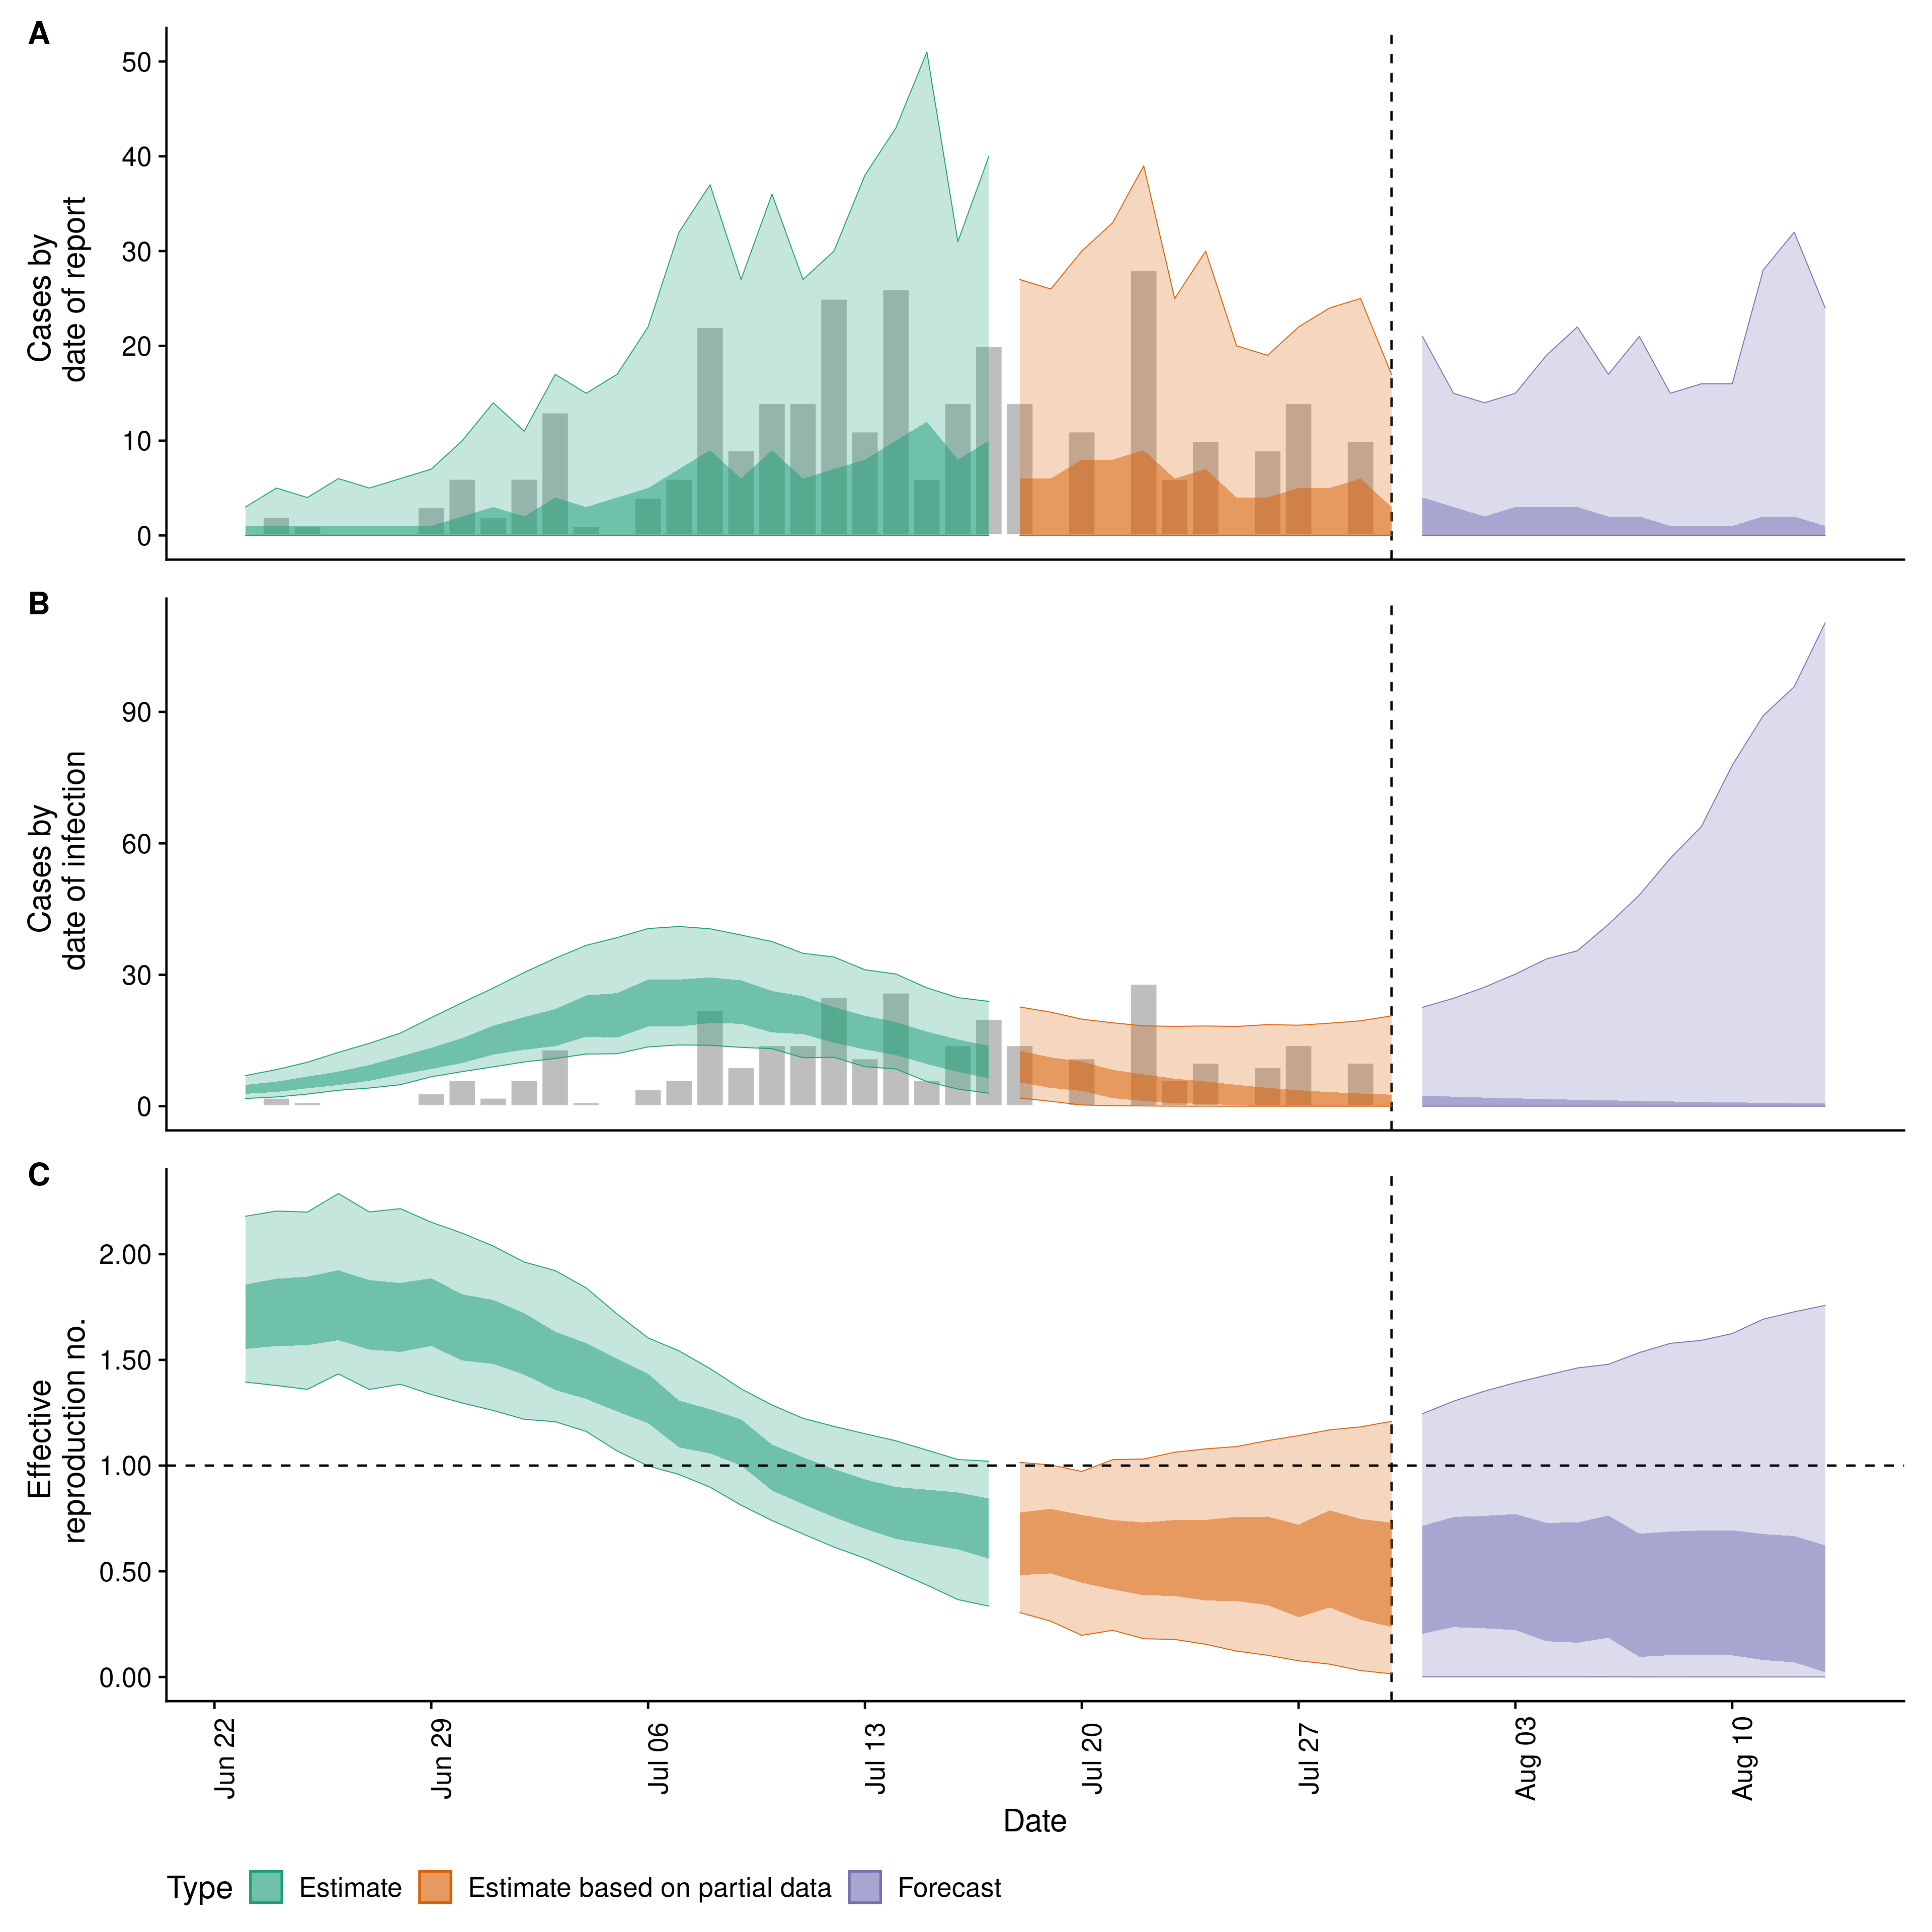 A
50
40
30
20
10
0
Cases by
date of report
B
90
60
30
0
Cases by
date of infection
C
2.00
1.50
1.00
0.50
0.00
Effective
reproduction no.
Jun 22
Jun 29
Jul 06
Jul 13
Jul 20
Jul 27
Aug 03
Aug 10
Date
Type Estimate Estimate based on partial data Forecast